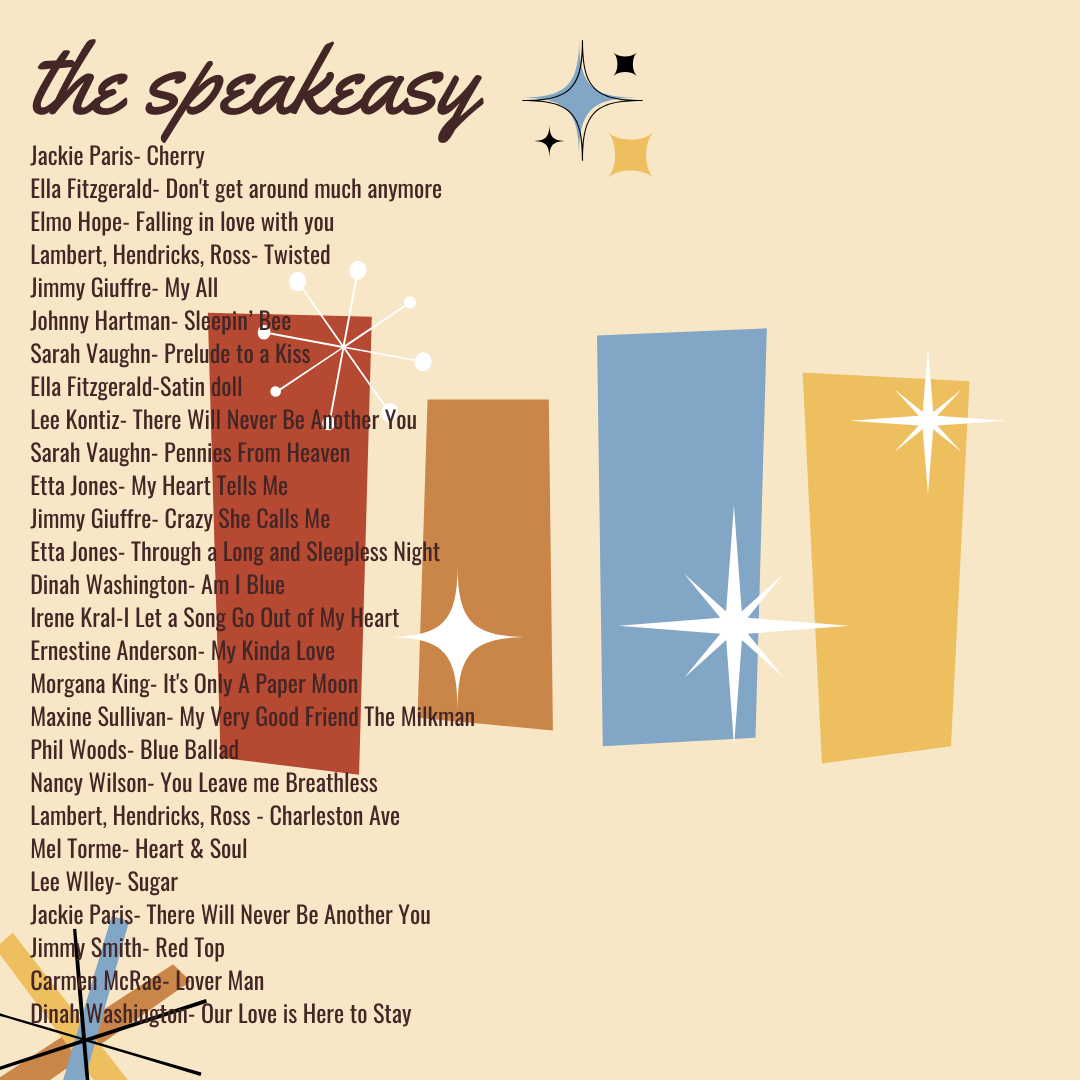 the speakeasy
Jackie Paris- Cherry
Ella Fitzgerald- Don't get around much anymore
Elmo Hope- Falling in love with you
Lambert, Hendricks, Ross- Twisted
Jimmy Giuffre- My All
Johnny Hartman- Sleepin' Bee
Sarah Vaughn- Prelude to a Kiss
Ella Fitzgerald-Satin doll
Lee Kontiz- There Will Never Be Another You
Sarah Vaughn- Pennies From Heaven
Etta Jones- My Heart Tells Me
Jimmy Giuffre- Crazy She Calls Me
Etta Jones- Through a Long and Sleepless Night
Dinah Washington- Am I Blue
Irene Kral-I Let a Song Go Out of My Heart
Ernestine Anderson- My Kinda Love
Morgana King- It's Only A Paper Moon
Maxine Sullivan- My Very Good Friend The Milkman
Phil Woods- Blue Ballad
Nancy Wilson- You Leave me Breathless
Lambert, Hendricks, Ross - Charleston Ave
Mel Torme- Heart & Soul
Lee WIley- Sugar
Jackie Paris- There Will Never Be Another You
Jimmy Smith- Red Top
Carmen McRae- Lover Man
Dinah Washington- Our Love is Here to Stay